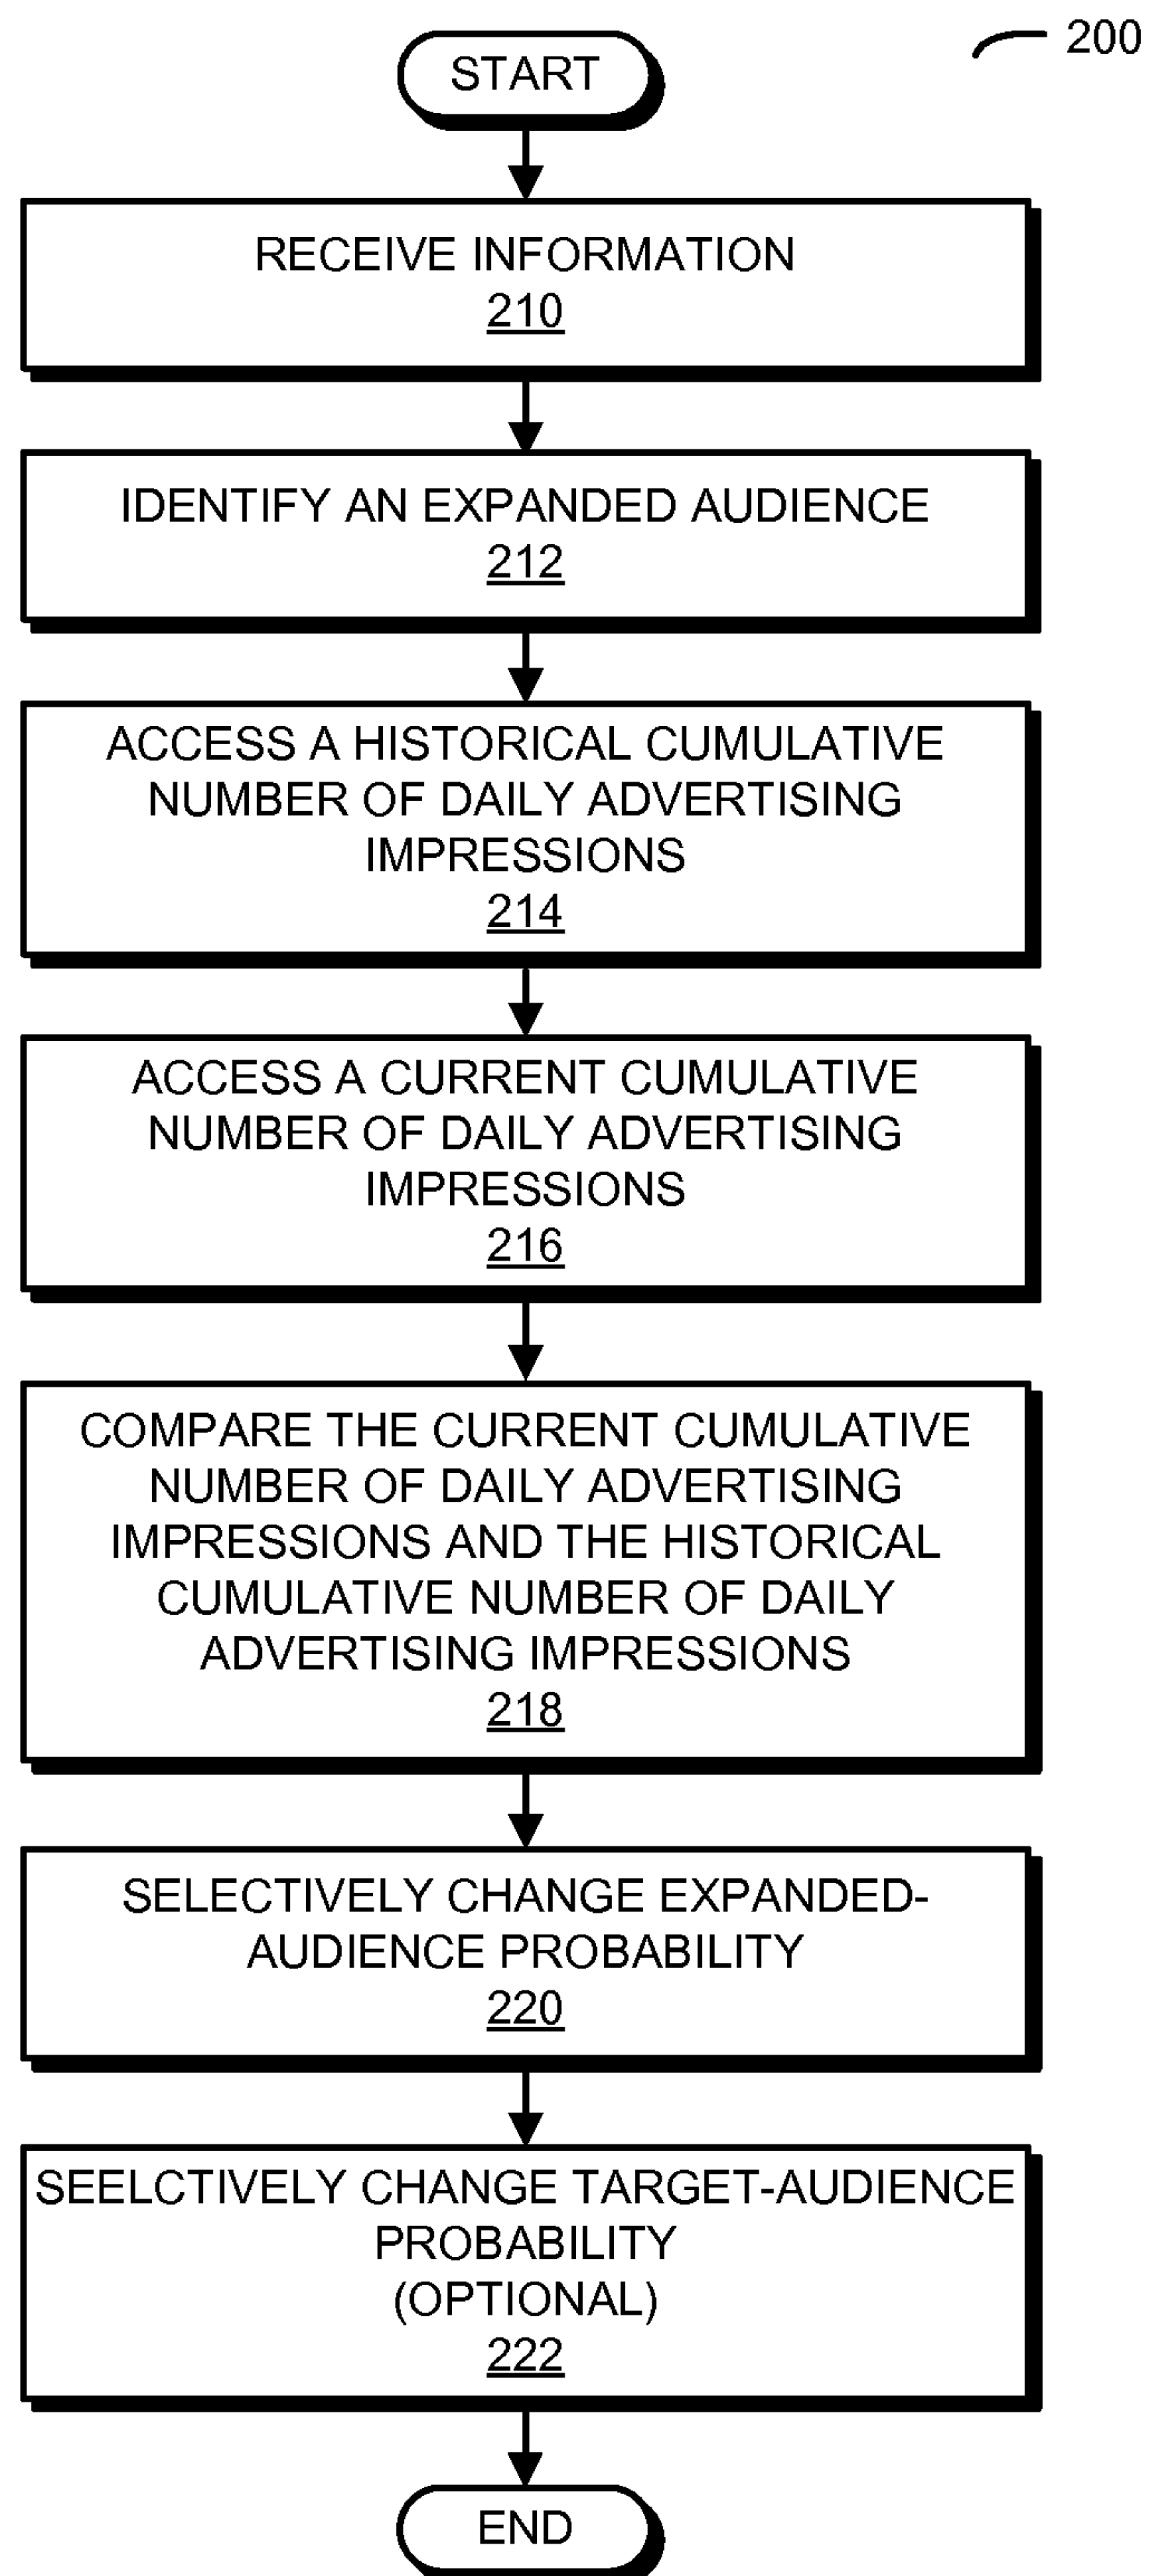 200
START
RECEIVE INFORMATION
210
IDENTIFY AN EXPANDED AUDIENCE
212
ACCESS A HISTORICAL CUMULATIVE
NUMBER OF DAILY ADVERTISING
IMPRESSIONS
214
ACCESS A CURRENT CUMULATIVE
NUMBER OF DAILY ADVERTISING
IMPRESSIONS
216
COMPARE THE CURRENT CUMULATIVE
NUMBER OF DAILY ADVERTISING
IMPRESSIONS AND THE HISTORICAL
CUMULATIVE NUMBER OF DAILY
ADVERTISING IMPRESSIONS
218
SELECTIVELY CHANGE EXPANDED-
AUDIENCE PROBABILITY
220
SEELCTIVELY CHANGE TARGET-AUDIENCE
PROBABILITY
(OPTIONAL)
222
END